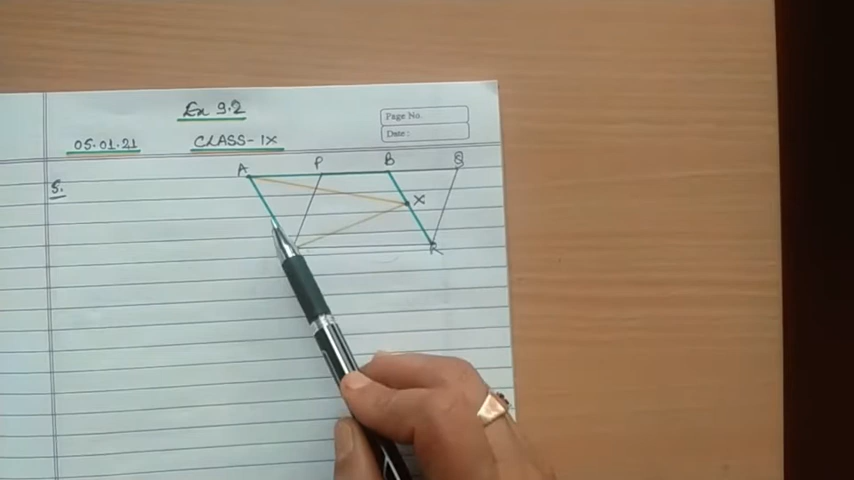 Ex 9.2
Page No.
Date:
05.01.21 CLASS-IX
A P B Q
5.
X
R